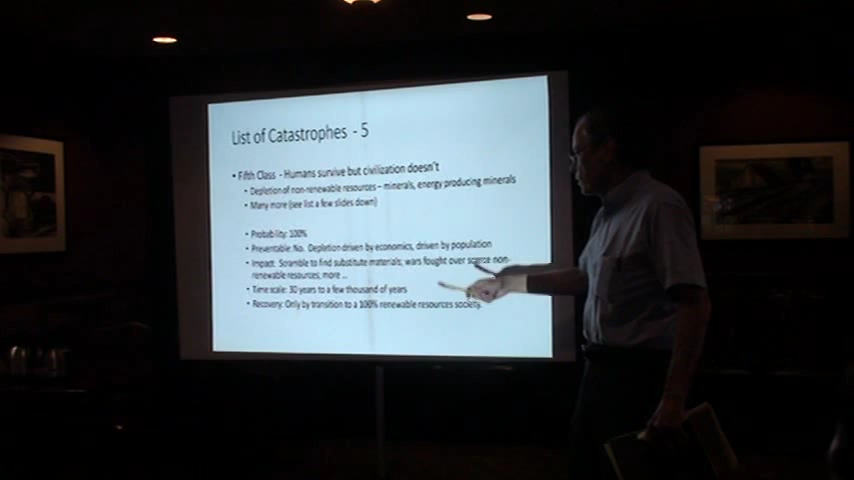 List of Catastrophes - 5
• Fifth Class - Humans survive but civilization doesn't
• Depletion of non-renewable resources – minerals, energy producing minerals
• Many more (see list a few slides down)
• Probability: 100%
• Preventable: No. Depletion driven by economics, driven by population
• Impact: Scramble to find substitute materials; wars fought over scarce non-
renewable resources; more ...
• Time scale: 30 years to a few thousand of years
• Recovery: Only by transition to a 100% renewable resources society.